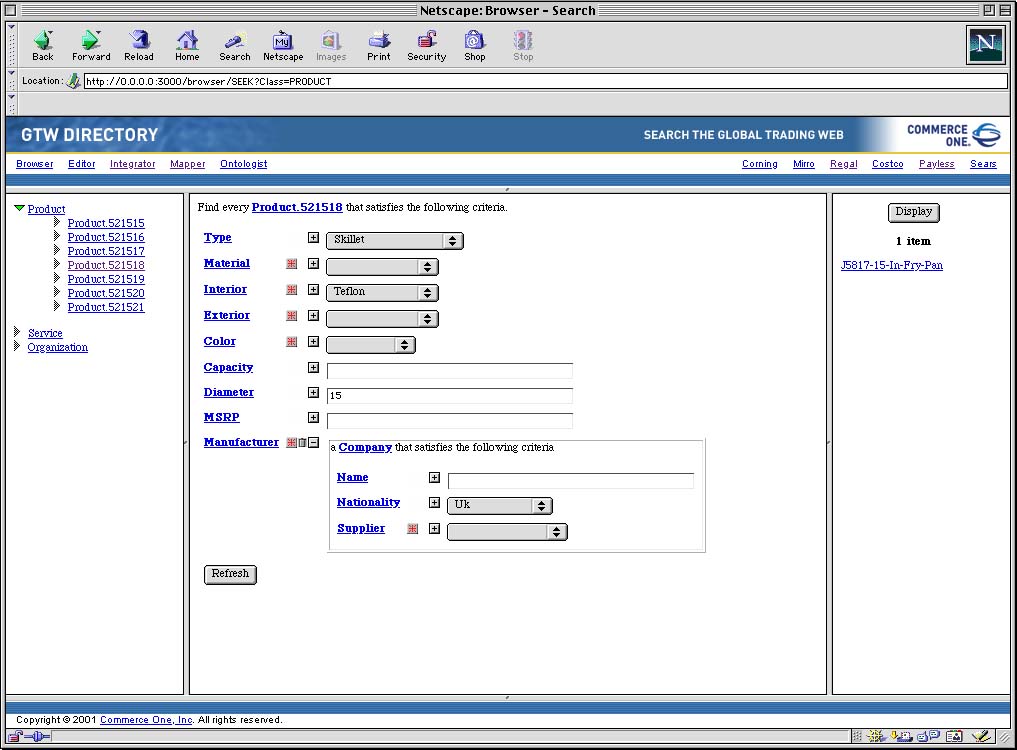 Netscape: Browser - Search
Back Forward Reload Home Search Netscape Images Print Security Shop Stop
My
N
Location: http://0.0.0.0:3000/browser/SEEK?Class=PRODUCT
GTW DIRECTORY
SEARCH THE GLOBAL TRADING WEB
COMMERCE
ONE.
Browser Editor Integrator Mapper Ontologist
Corning Mirro Regal Costco Payless Sears
Product
Product.521515
Product.521516
Product.521517
Product.521518
Product.521519
Product.521520
Product.521521
Service
Organization
Find every Product.521518 that satisfies the following criteria.
Type Skillet
Material
Interior Teflon
Exterior
Color
Capacity
Diameter 15
MSRP
Manufacturer a Company that satisfies the following criteria
Name
Nationality Uk
Supplier
Refresh
Display
1 item
J5817-15-In-Fry-Pan
Copyright © 2001 Commerce One, Inc. All rights reserved.